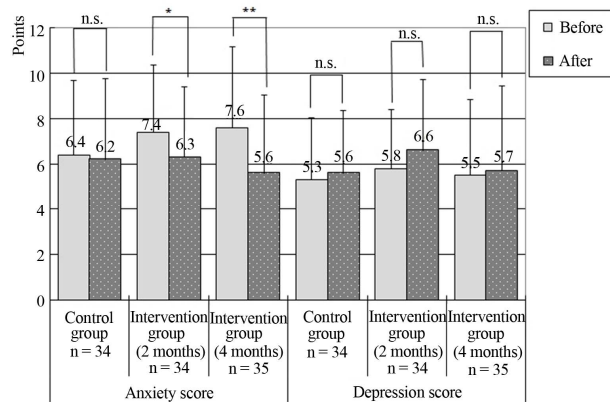 Points
12
10
8
6
4
2
0
n.s.
*
**
n.s.
n.s.
n.s.
6.4
6.2
7.4
6.3
7.6
5.6
5.3
5.6
5.8
6.6
5.5
5.7
Before
After
Control
group
n = 34
Intervention
group
(2 months)
n = 34
Intervention
group
(4 months)
n = 35
Control
group
n = 34
Intervention
group
(2 months)
n = 34
Intervention
group
(4 months)
n = 35
Anxiety score
Depression score